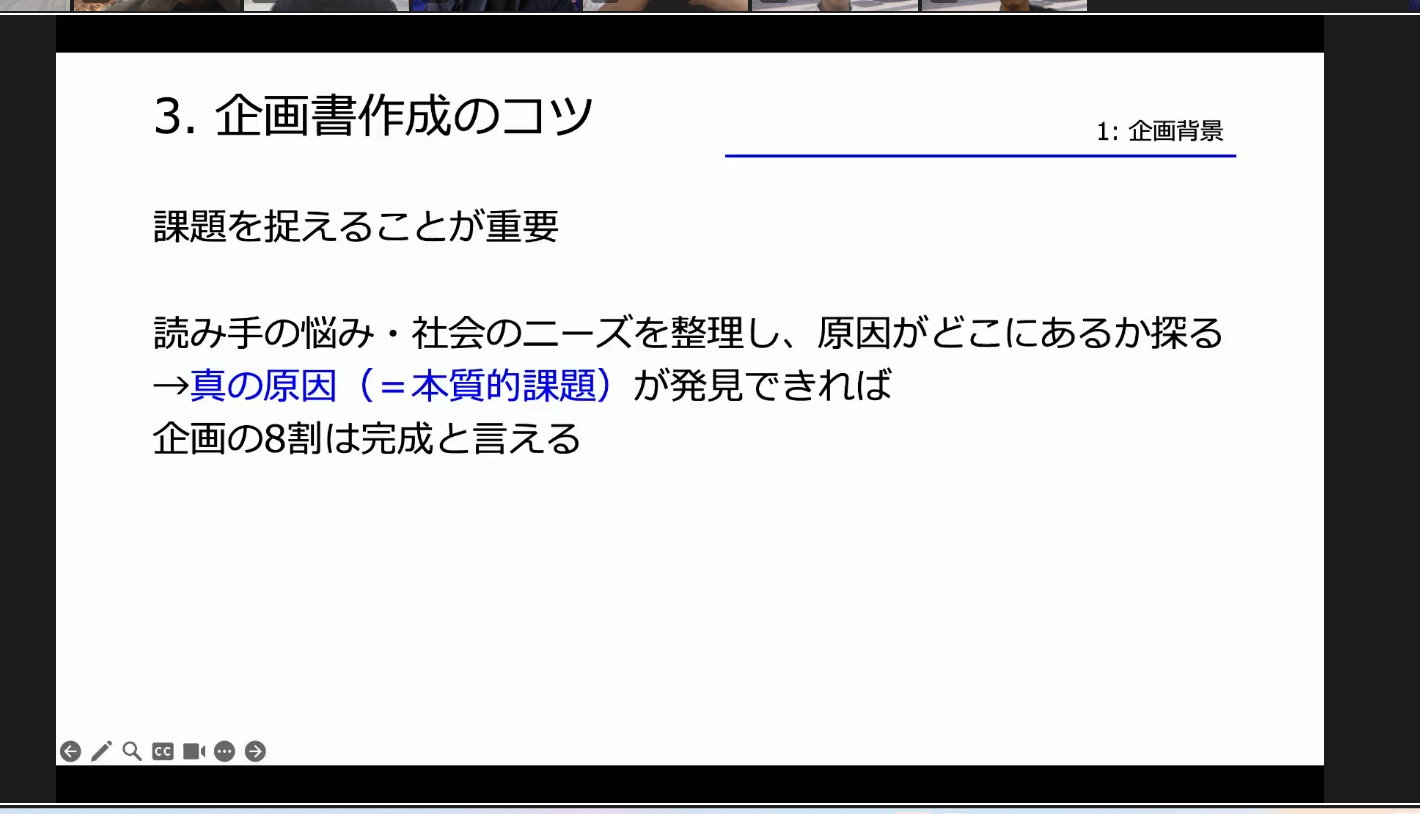 3. 企画書作成のコツ
1: 企画背景
課題を捉えることが重要
読み手の悩み・社会のニーズを整理し、原因がどこにあるか探る
→真の原因（＝本質的課題）が発見できれば
企画の8割は完成と言える
CC